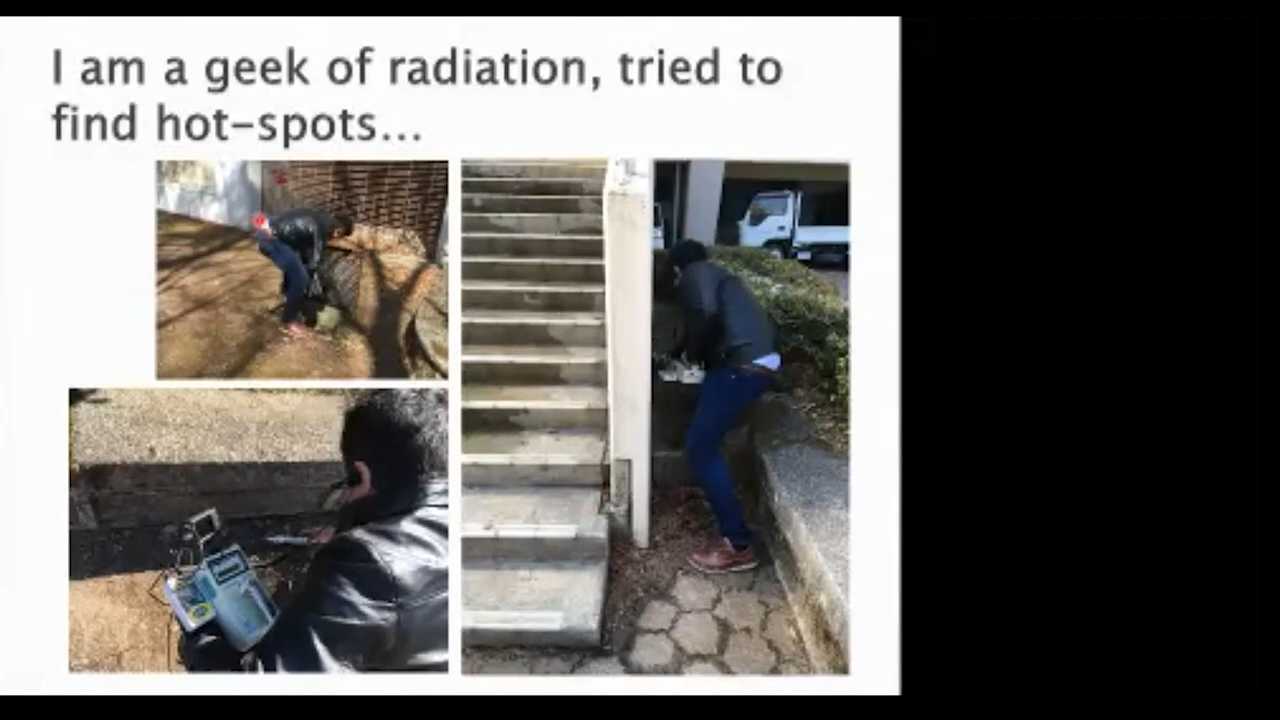 I am a geek of radiation, tried to
find hot-spots...